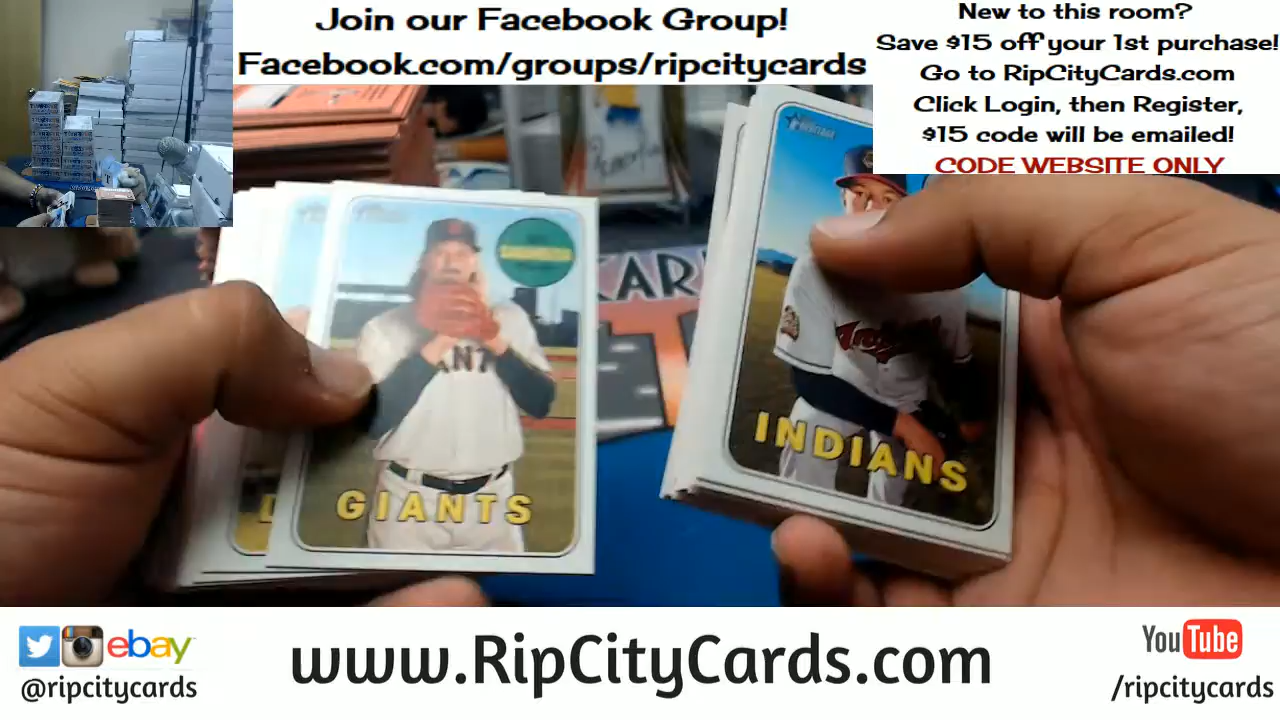 Join our Facebook Group!
Facebook.com/groups/ripcitycards
New to this room?
Save $15 off your 1st purchase!
Go to RipCityCards.com
Click Login, then Register,
$15 code will be emailed!
CODE WEBSITE ONLY
GIANTS
INDIANS
ebay
@ripcitycards
www.RipCityCards.com
YouTube
/ripcitycards